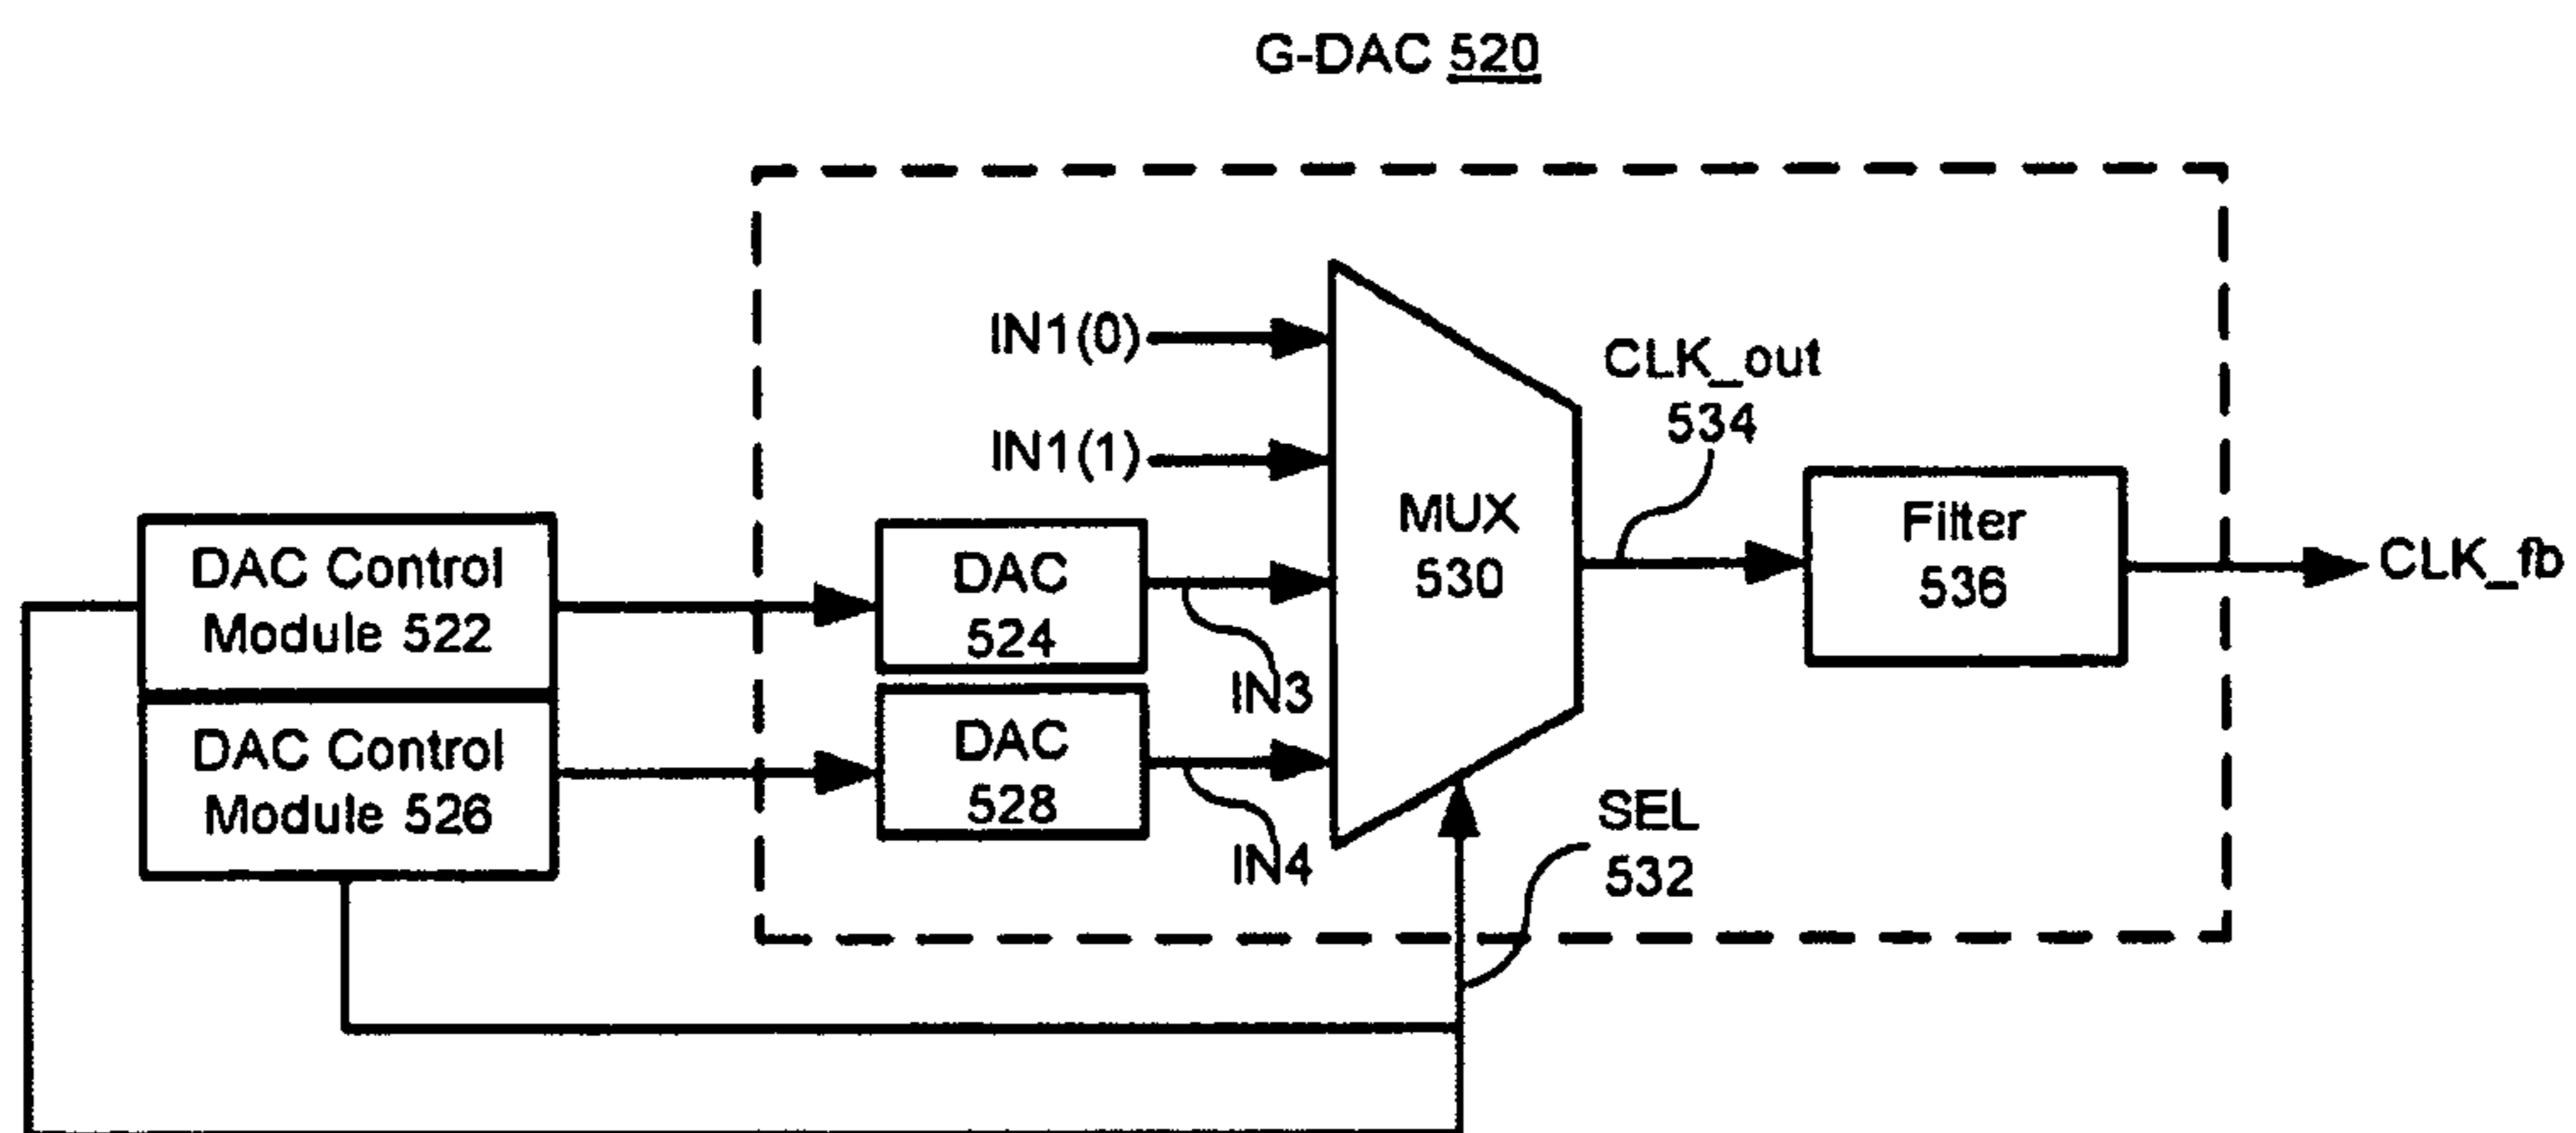 G-DAC 520
IN1(0)
IN1(1)
CLK_out
534
MUX
530
Filter
536
CLK_fb
DAC Control
Module 522
DAC
524
IN3
DAC Control
Module 526
DAC
528
IN4
SEL
532